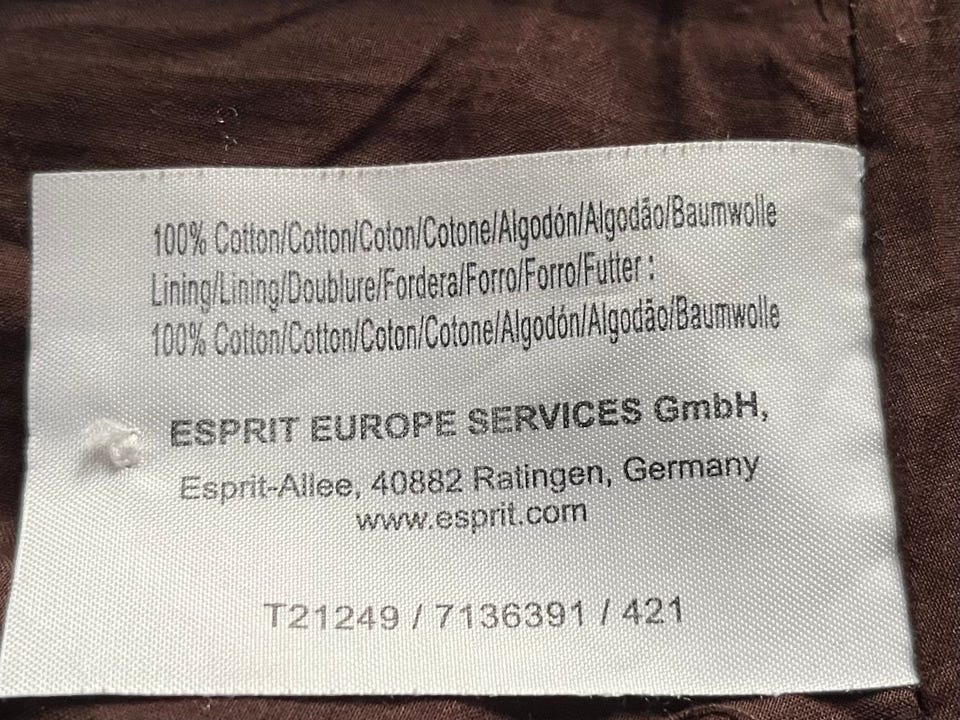 100% Cotton/Cotton/Coton/Cotone/Algodón/Algodão/Baumwolle
Lining/Lining/Doublure/Fordera/Forro/Forro/Futter :
100% Cotton/Cotton/Coton/Cotone/Algodón/Algodão/Baumwolle
ESPRIT EUROPE SERVICES GmbH,
Esprit-Allee, 40882 Ratingen, Germany
www.esprit.com
T21249 / 7136391 / 421